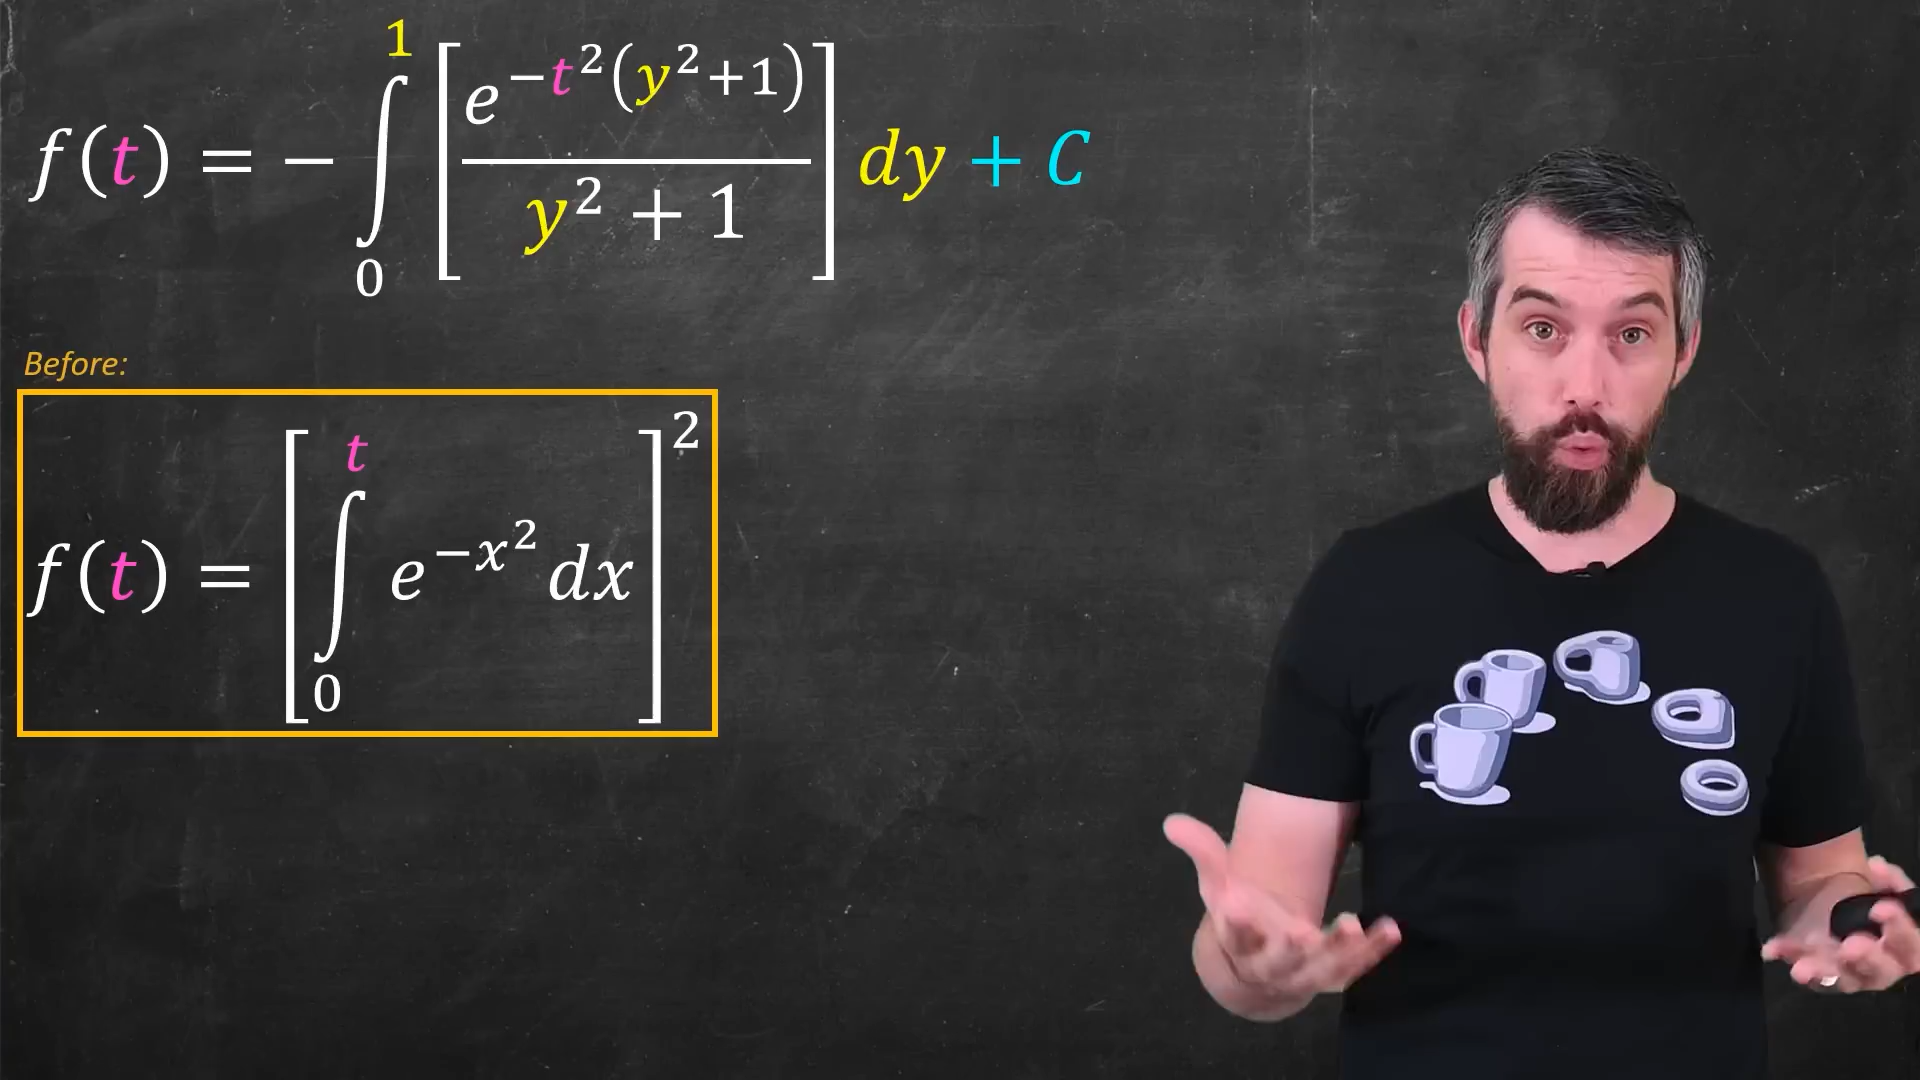 f(t) = −∫₀¹ [e^{−t²(y²+1)} / (y² + 1)] dy + C
Before:
f(t) = [∫₀ᵗ e^{−x²} dx]²